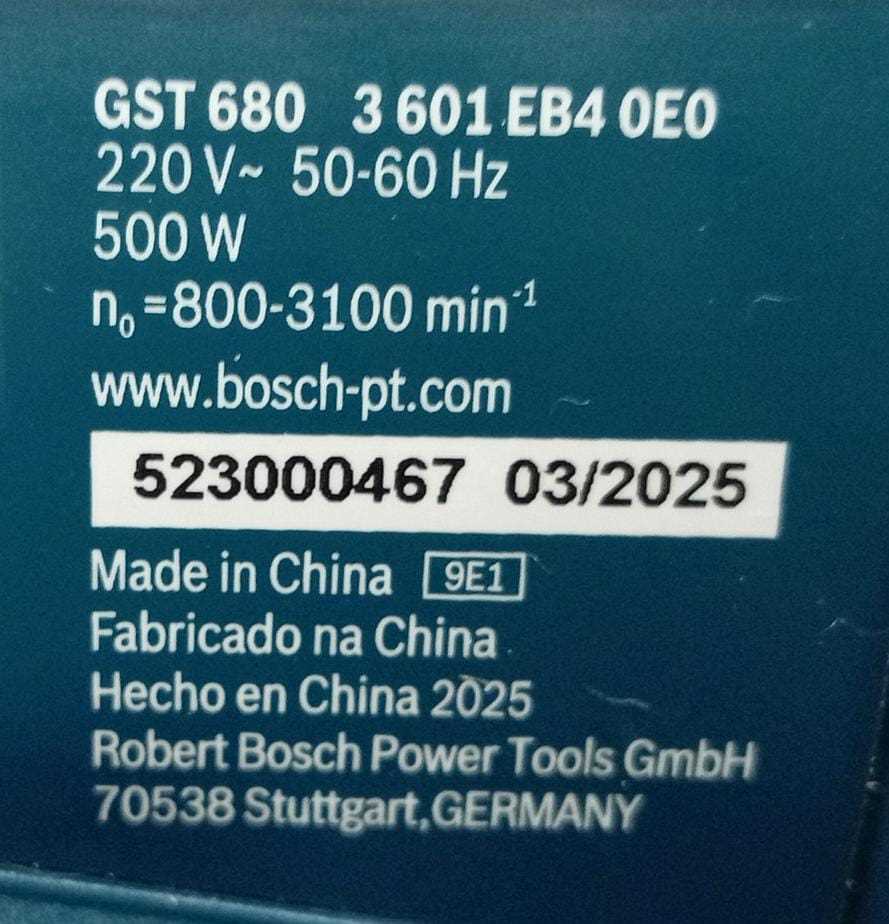 GST 680 3 601 EB4 0E0
220 V~ 50-60 Hz
500 W
n₀=800-3100 min⁻¹
www.bosch-pt.com
523000467 03/2025
Made in China 9E1
Fabricado na China
Hecho en China 2025
Robert Bosch Power Tools GmbH
70538 Stuttgart,GERMANY